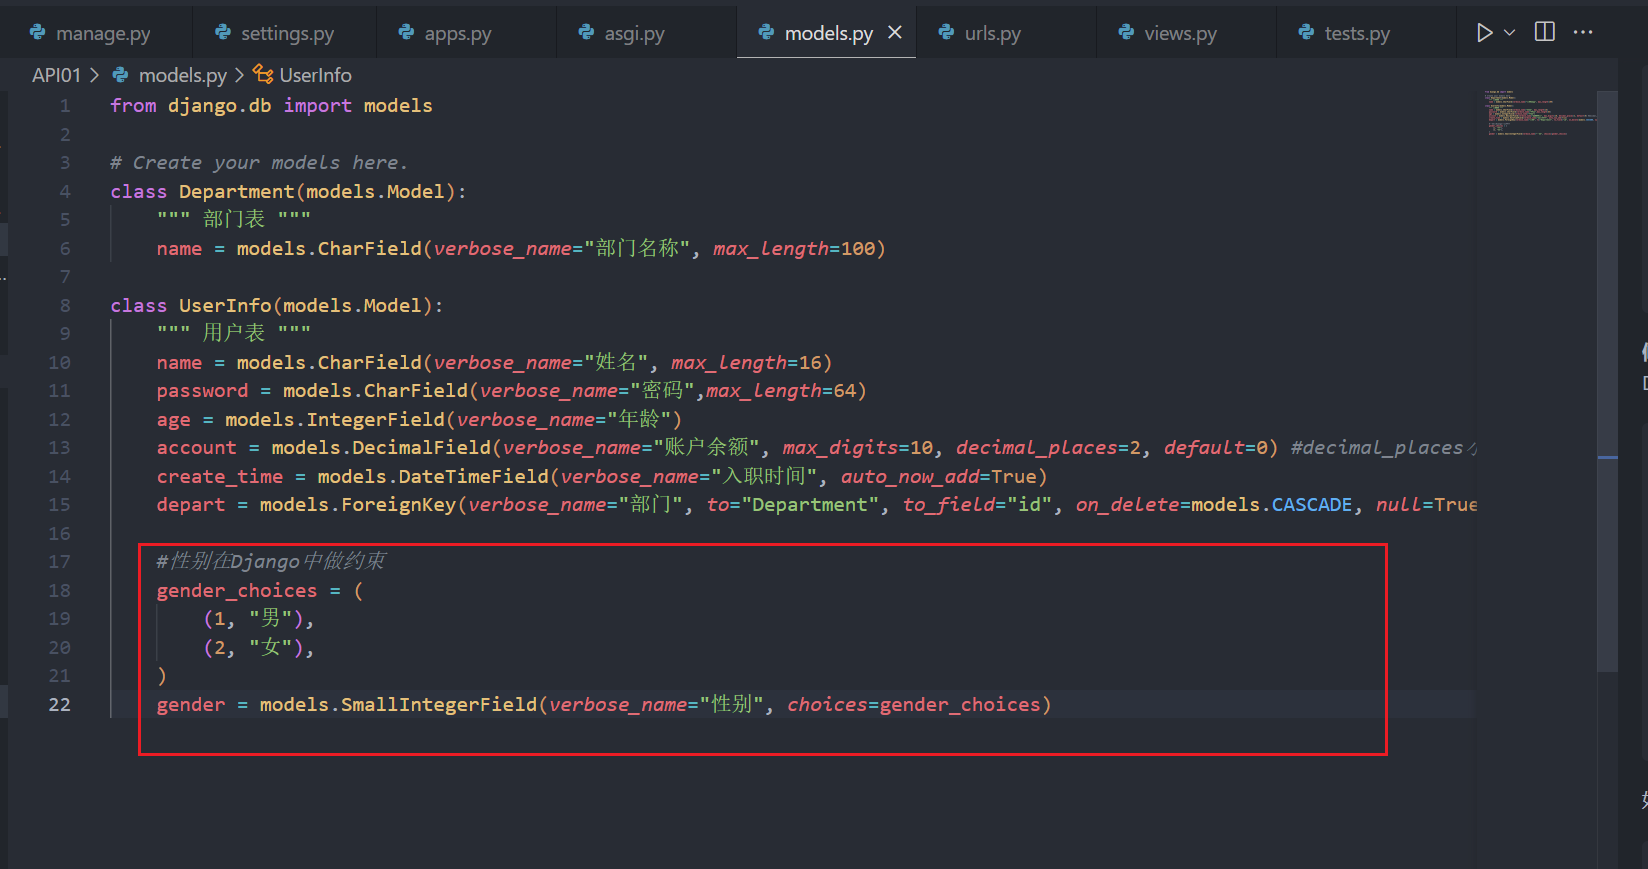 manage.py settings.py apps.py asgi.py models.py urls.py views.py tests.py
API01 > models.py > UserInfo
1 from django.db import models
2
3 # Create your models here.
4 class Department(models.Model):
5 """ 部门表 """
6 name = models.CharField(verbose_name="部门名称", max_length=100)
7
8 class UserInfo(models.Model):
9 """ 用户表 """
10 name = models.CharField(verbose_name="姓名", max_length=16)
11 password = models.CharField(verbose_name="密码",max_length=64)
12 age = models.IntegerField(verbose_name="年龄")
13 account = models.DecimalField(verbose_name="账户余额", max_digits=10, decimal_places=2, default=0) #decimal_places
14 create_time = models.DateTimeField(verbose_name="入职时间", auto_now_add=True)
15 depart = models.ForeignKey(verbose_name="部门", to="Department", to_field="id", on_delete=models.CASCADE, null=True
16
17 #性别在Django中做约束
18 gender_choices = (
19 (1, "男"),
20 (2, "女"),
21 )
22 gender = models.SmallIntegerField(verbose_name="性别", choices=gender_choices)